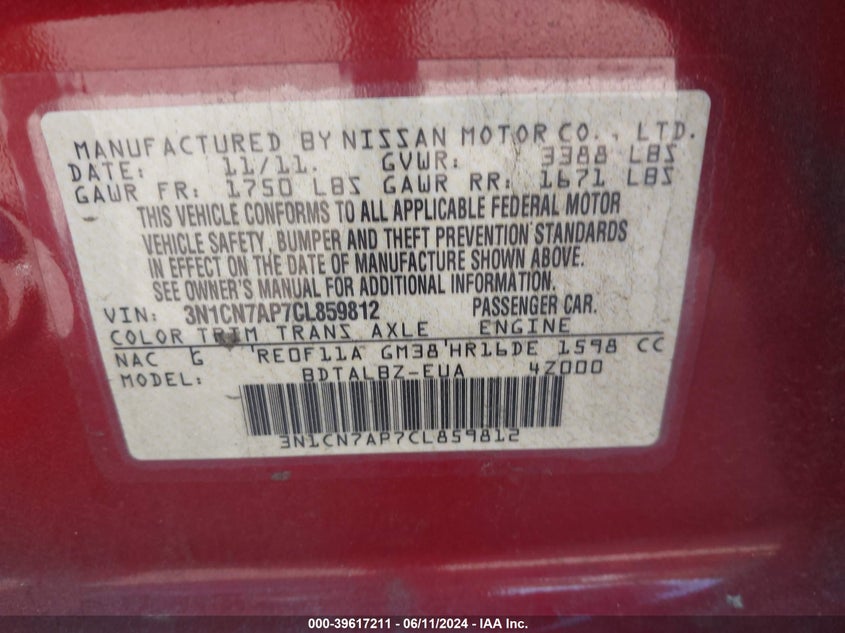 MANUFACTURED BY NISSAN MOTOR CO., LTD.
DATE: 11/11. GVWR: 3388 LBS
GAWR FR: 1750 LBS GAWR RR: 1671 LBS
THIS VEHICLE CONFORMS TO ALL APPLICABLE FEDERAL MOTOR
VEHICLE SAFETY, BUMPER AND THEFT PREVENTION STANDARDS
IN EFFECT ON THE DATE OF MANUFACTURE SHOWN ABOVE.
SEE OWNER'S MANUAL FOR ADDITIONAL INFORMATION.
VIN: 3N1CN7AP7CL859812 PASSENGER CAR.
COLOR TRIM TRANS AXLE ENGINE
NAC G RE0F11A GM38 HR16DE 1598 CC
MODEL: BDTALBZ-EUA 4Z000
3N1CN7AP7CL859812
000-39617211 - 06/11/2024 - IAA Inc.